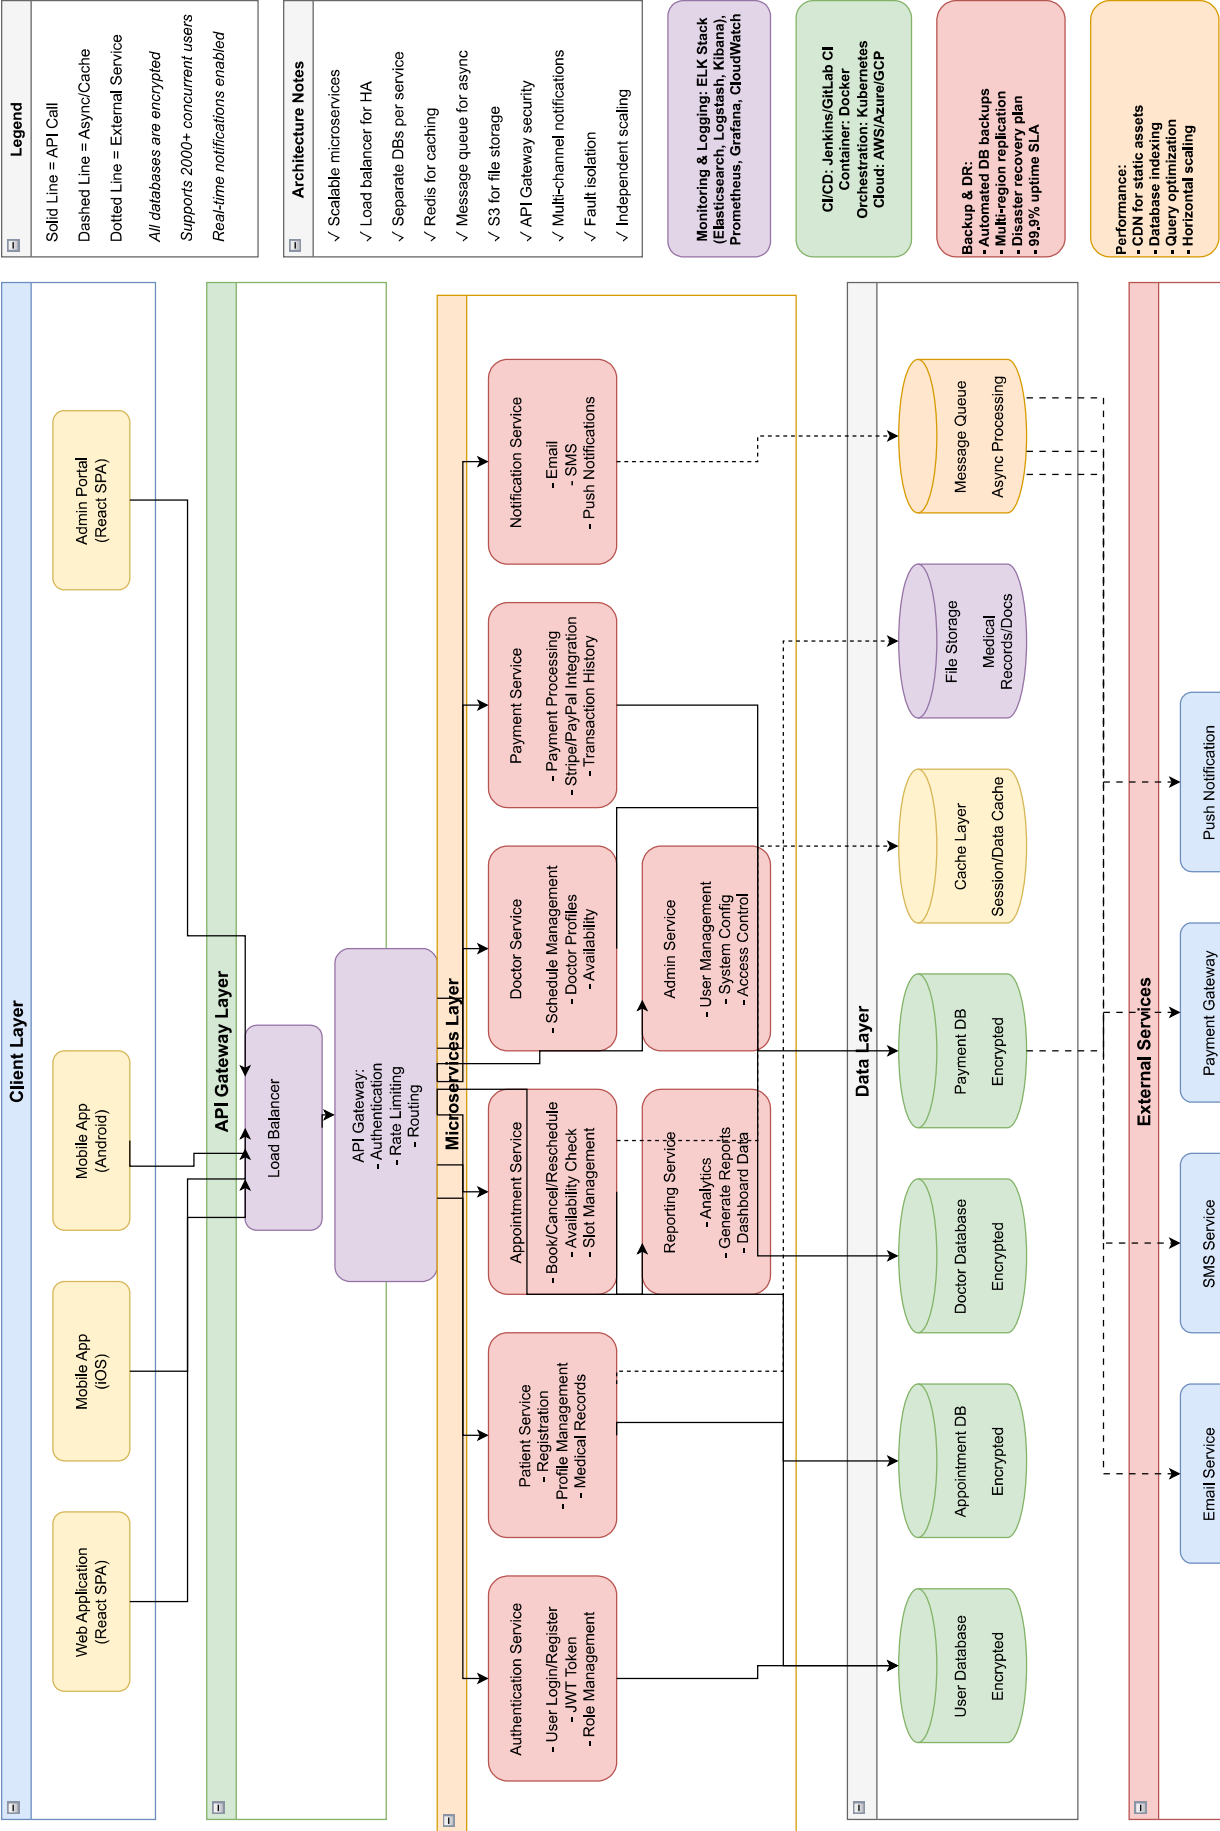 Client Layer
Web Application
(React SPA)
Mobile App
(iOS)
Mobile App
(Android)
Admin Portal
(React SPA)
API Gateway Layer
Load Balancer
API Gateway:
- Authentication
- Rate Limiting
- Routing
Microservices Layer
Authentication Service
- User Login/Register
- JWT Token
- Role Management
Patient Service
- Registration
- Profile Management
- Medical Records
Appointment Service
- Book/Cancel/Reschedule
- Availability Check
- Slot Management
Doctor Service
- Schedule Management
- Doctor Profiles
- Availability
Payment Service
- Payment Processing
- Stripe/PayPal Integration
- Transaction History
Notification Service
- Email
- SMS
- Push Notifications
Reporting Service
- Analytics
- Generate Reports
- Dashboard Data
Admin Service
- User Management
- System Config
- Access Control
Data Layer
User Database
Encrypted
Appointment DB
Encrypted
Doctor Database
Encrypted
Payment DB
Encrypted
Cache Layer
Session/Data Cache
File Storage
Medical
Records/Docs
Message Queue
Async Processing
External Services
Email Service
SMS Service
Payment Gateway
Push Notification
Legend
Solid Line = API Call
Dashed Line = Async/Cache
Dotted Line = External Service
All databases are encrypted
Supports 2000+ concurrent users
Real-time notifications enabled
Architecture Notes
✓ Scalable microservices
✓ Load balancer for HA
✓ Separate DBs per service
✓ Redis for caching
✓ Message queue for async
✓ S3 for file storage
✓ API Gateway security
✓ Multi-channel notifications
✓ Fault isolation
✓ Independent scaling
Monitoring & Logging: ELK Stack
(Elasticsearch, Logstash, Kibana),
Prometheus, Grafana, CloudWatch
CI/CD: Jenkins/GitLab CI
Container: Docker
Orchestration: Kubernetes
Cloud: AWS/Azure/GCP
Backup & DR:
- Automated DB backups
- Multi-region replication
- Disaster recovery plan
- 99.9% uptime SLA
Performance:
- CDN for static assets
- Database indexing
- Query optimization
- Horizontal scaling